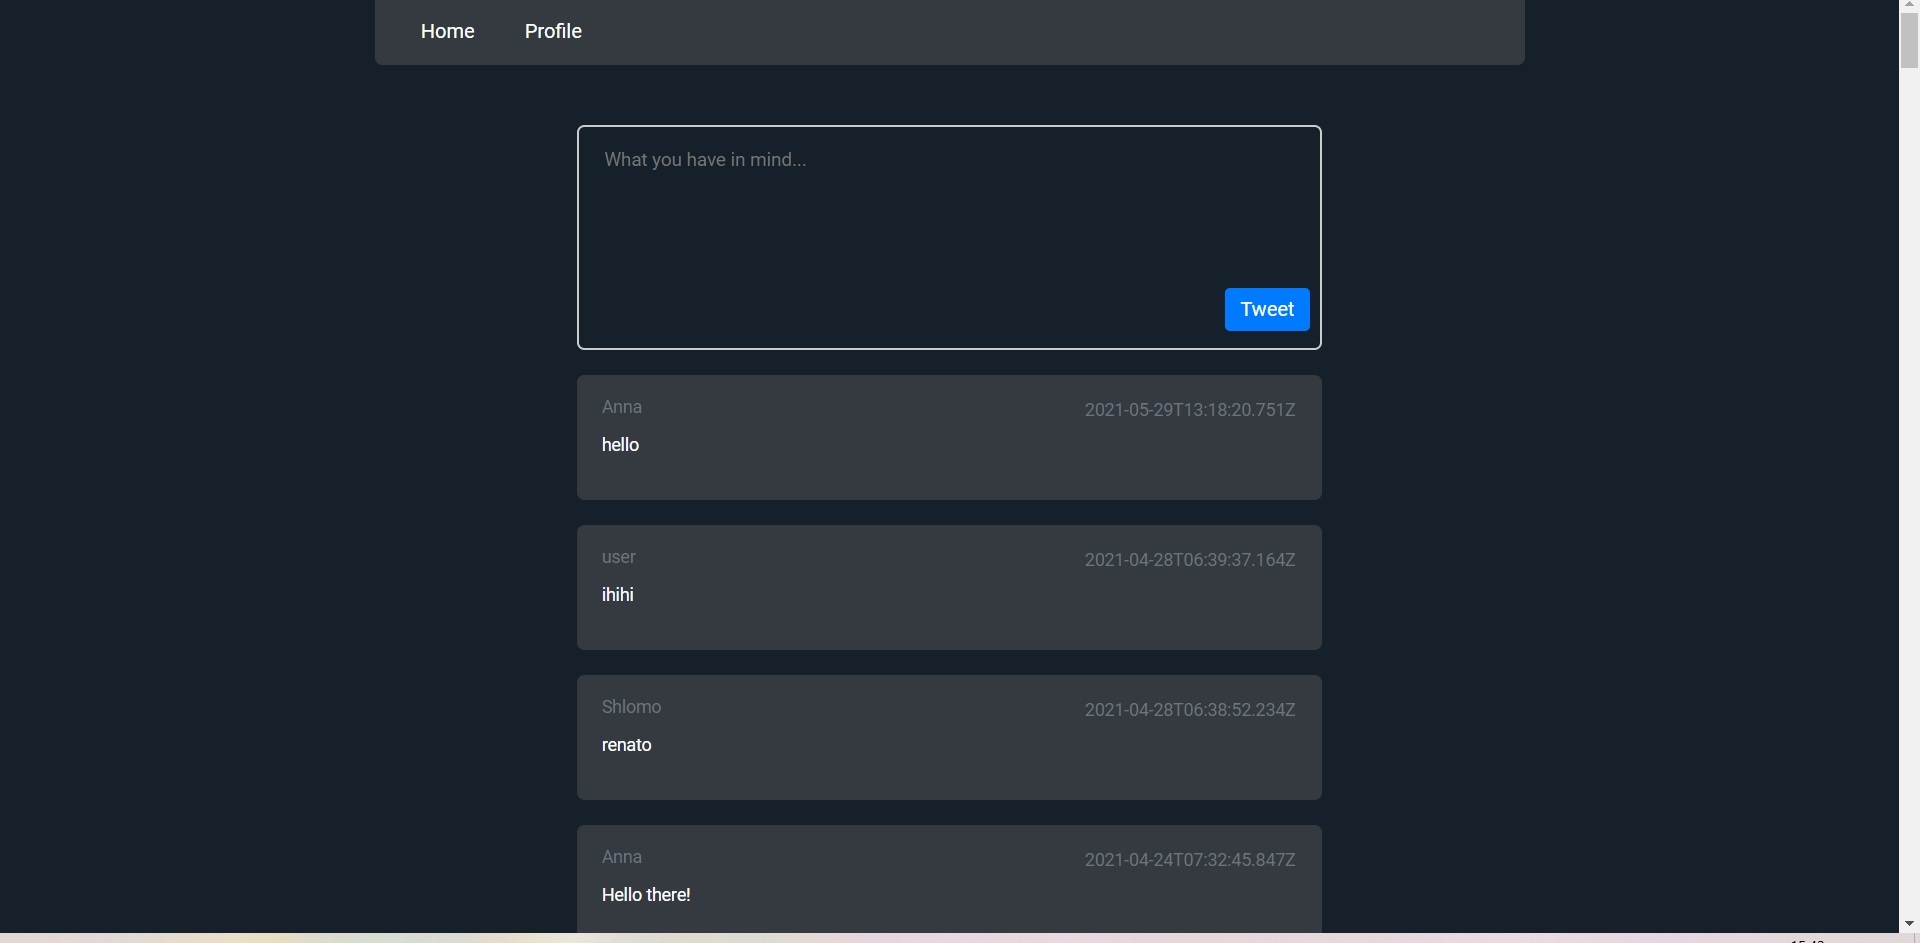 Home Profile
What you have in mind...
Tweet
Anna 2021-05-29T13:18:20.751Z
hello
user 2021-04-28T06:39:37.164Z
ihihi
Shlomo 2021-04-28T06:38:52.234Z
renato
Anna 2021-04-24T07:32:45.847Z
Hello there!